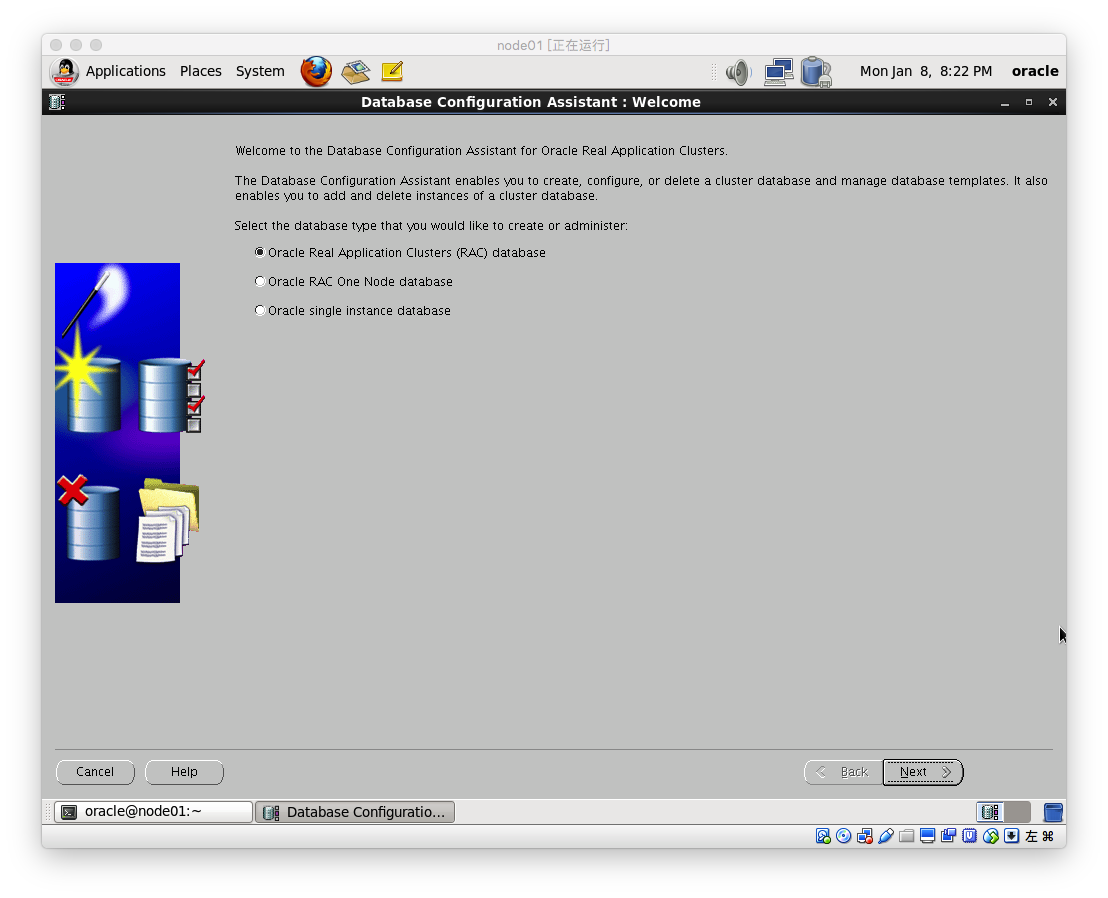 node01 [正在运行]
Applications Places System Mon Jan 8, 8:22 PM oracle
Database Configuration Assistant : Welcome
Welcome to the Database Configuration Assistant for Oracle Real Application Clusters.
The Database Configuration Assistant enables you to create, configure, or delete a cluster database and manage database templates. It also
enables you to add and delete instances of a cluster database.
Select the database type that you would like to create or administer:
Oracle Real Application Clusters (RAC) database
Oracle RAC One Node database
Oracle single instance database
Cancel Help Back Next
oracle@node01:~ Database Configuratio...
左 ⌘